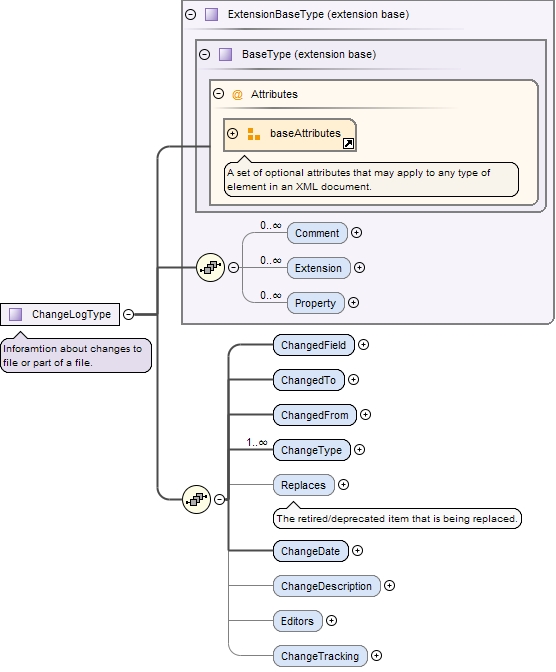 ExtensionBaseType (extension base)
BaseType (extension base)
@ Attributes
baseAttributes
A set of optional attributes that may apply to any type of
element in an XML document.
0..∞
Comment
0..∞
Extension
0..∞
Property
ChangeLogType
Inforamtion about changes to
file or part of a file.
ChangedField
ChangedTo
ChangedFrom
1..∞
ChangeType
Replaces
The retired/deprecated item that is being replaced.
ChangeDate
ChangeDescription
Editors
ChangeTracking